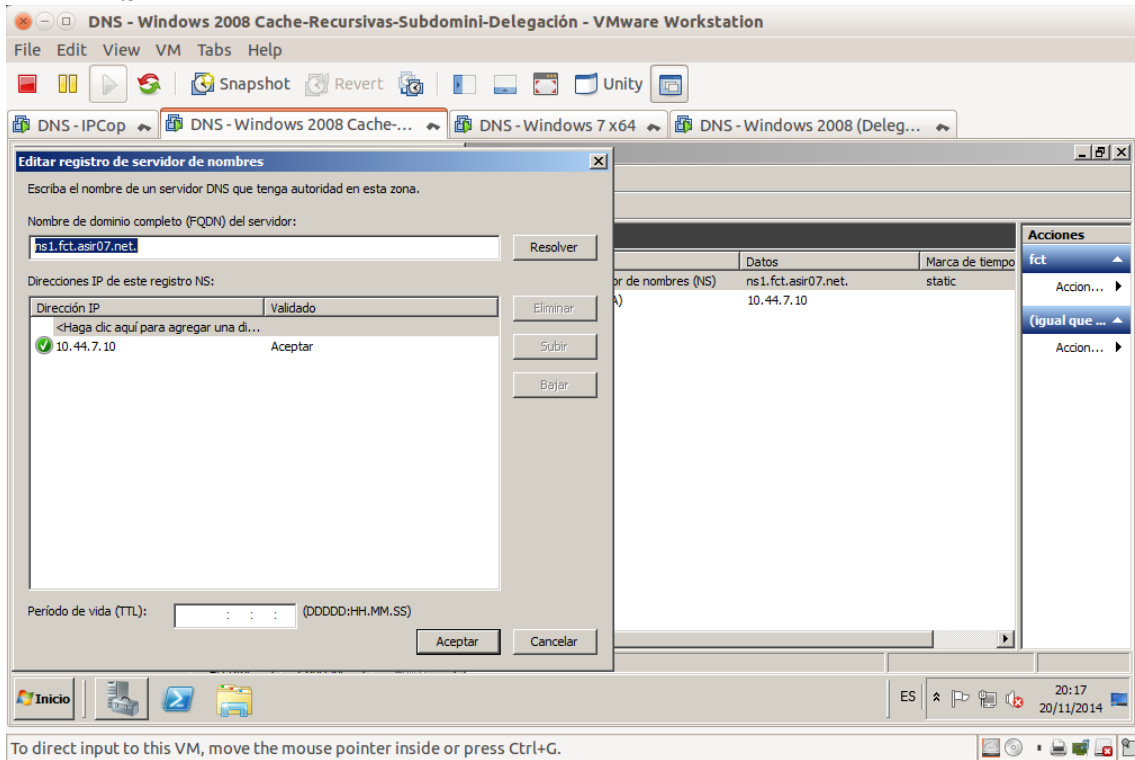 DNS - Windows 2008 Cache-Recursivas-Subdomini-Delegación - VMware Workstation
File Edit View VM Tabs Help
Snapshot Revert Unity
DNS - IPCop DNS - Windows 2008 Cache-... DNS - Windows 7 x64 DNS - Windows 2008 (Deleg...
Editar registro de servidor de nombres
Escriba el nombre de un servidor DNS que tenga autoridad en esta zona.
Nombre de dominio completo (FQDN) del servidor:
ns1.fct.asir07.net.
Resolver
Direcciones IP de este registro NS:
Dirección IP Validado
<Haga clic aquí para agregar una di...
10.44.7.10 Aceptar
Eliminar
Subir
Bajar
Período de vida (TTL): : : : (DDDDD:HH.MM.SS)
Aceptar Cancelar
Datos Marca de tiempo
or de nombres (NS) ns1.fct.asir07.net. static
A) 10.44.7.10
Acciones
fct
Accion...
(igual que ...
Accion...
Inicio
ES
20:17
20/11/2014
To direct input to this VM, move the mouse pointer inside or press Ctrl+G.